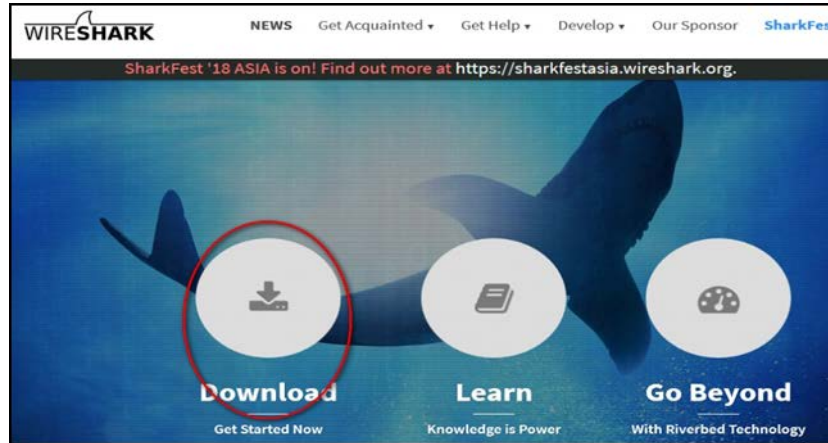 WIRESHARK
NEWS Get Acquainted ▾ Get Help ▾ Develop ▾ Our Sponsor SharkFes
SharkFest '18 ASIA is on! Find out more at https://sharkfestasia.wireshark.org.
Download Learn Go Beyond
Get Started Now Knowledge is Power With Riverbed Technology